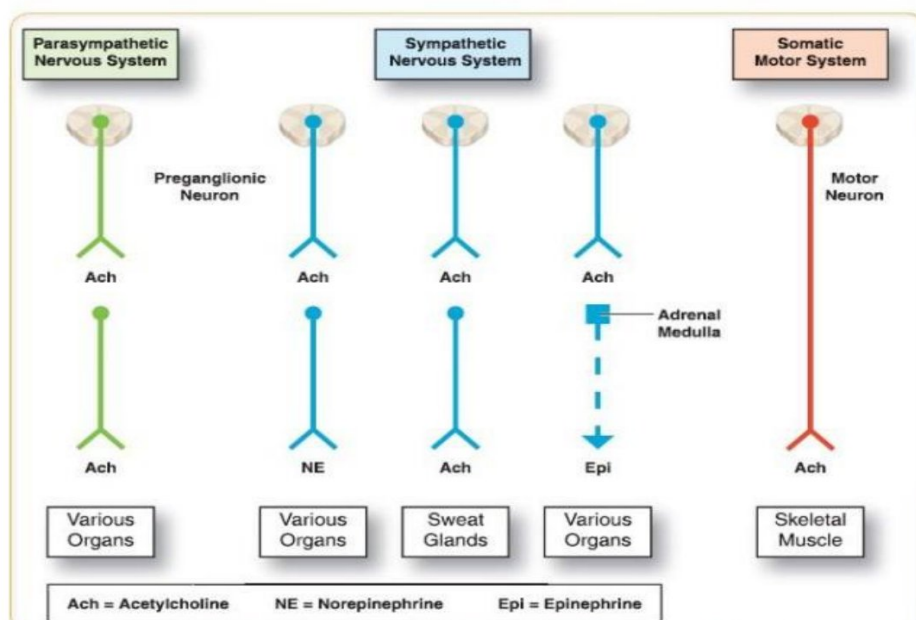 Parasympathetic
Nervous System
Sympathetic
Nervous System
Somatic
Motor System
Preganglionic
Neuron
Motor
Neuron
Ach
Ach
Ach
Ach
Adrenal
Medulla
Ach
NE
Ach
Epi
Ach
Various
Organs
Various
Organs
Sweat
Glands
Various
Organs
Skeletal
Muscle
Ach = Acetylcholine NE = Norepinephrine Epi = Epinephrine